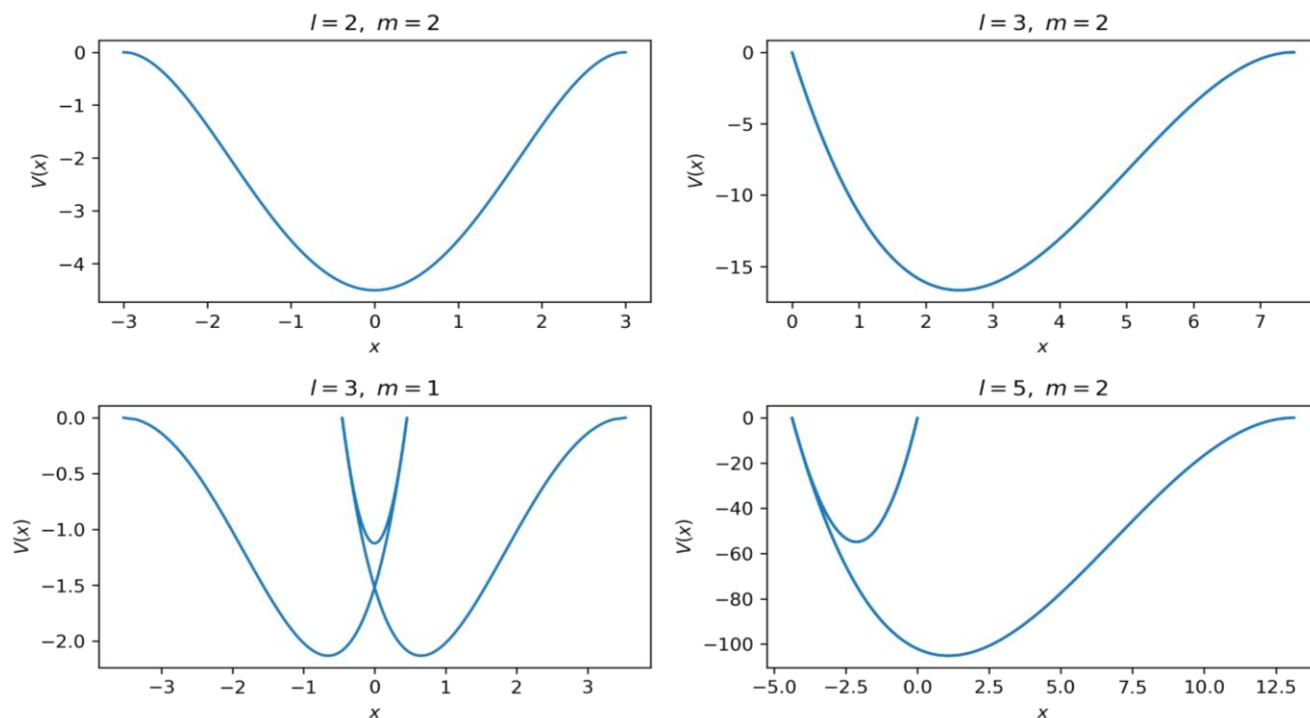 l = 2, m = 2
0
−1
−2
−3
−4
V(x)
−3 −2 −1 0 1 2 3
x
l = 3, m = 2
0
−5
−10
−15
V(x)
0 1 2 3 4 5 6 7
x
l = 3, m = 1
0.0
−0.5
−1.0
−1.5
−2.0
V(x)
−3 −2 −1 0 1 2 3
x
l = 5, m = 2
0
−20
−40
−60
−80
−100
V(x)
−5.0 −2.5 0.0 2.5 5.0 7.5 10.0 12.5
x